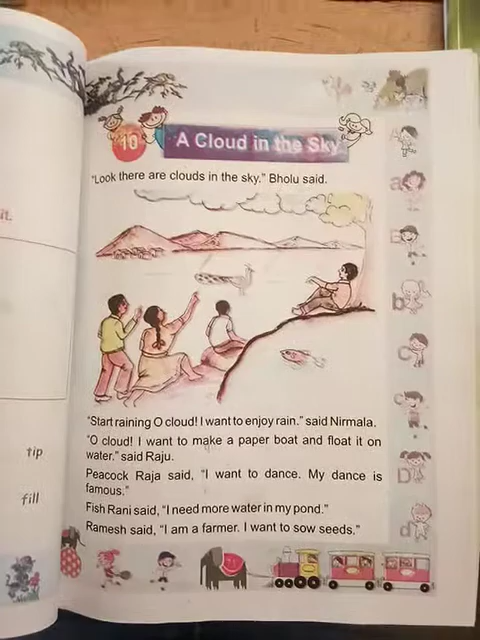 it.
tip
fill
10
A Cloud in the Sky
"Look there are clouds in the sky." Bholu said.
"Start raining O cloud! I want to enjoy rain." said Nirmala.
"O cloud! I want to make a paper boat and float it on
water." said Raju.
Peacock Raja said, "I want to dance. My dance is
famous."
Fish Rani said, "I need more water in my pond."
Ramesh said, "I am a farmer. I want to sow seeds."
A
a
B
b
C
c
D
d